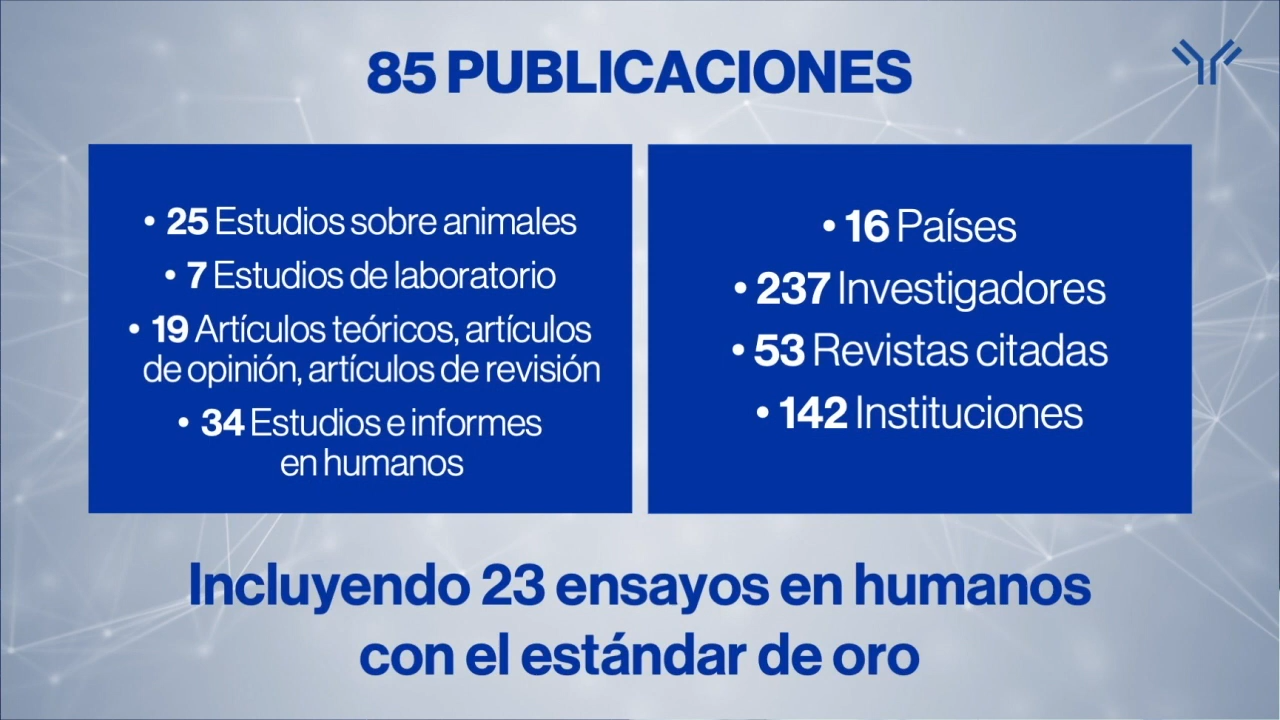 85 PUBLICACIONES
• 25 Estudios sobre animales
• 7 Estudios de laboratorio
• 19 Artículos teóricos, artículos
de opinión, artículos de revisión
• 34 Estudios e informes
en humanos
• 16 Países
• 237 Investigadores
• 53 Revistas citadas
• 142 Instituciones
Incluyendo 23 ensayos en humanos
con el estándar de oro